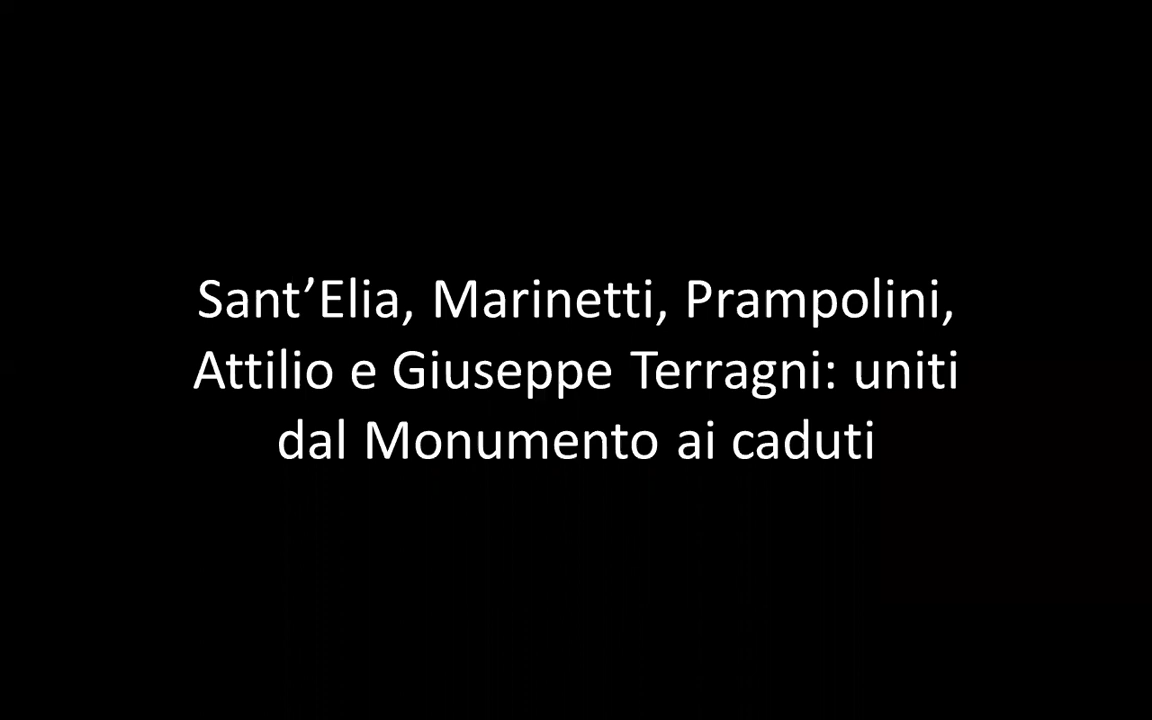 Sant’Elia, Marinetti, Prampolini,
Attilio e Giuseppe Terragni: uniti
dal Monumento ai caduti